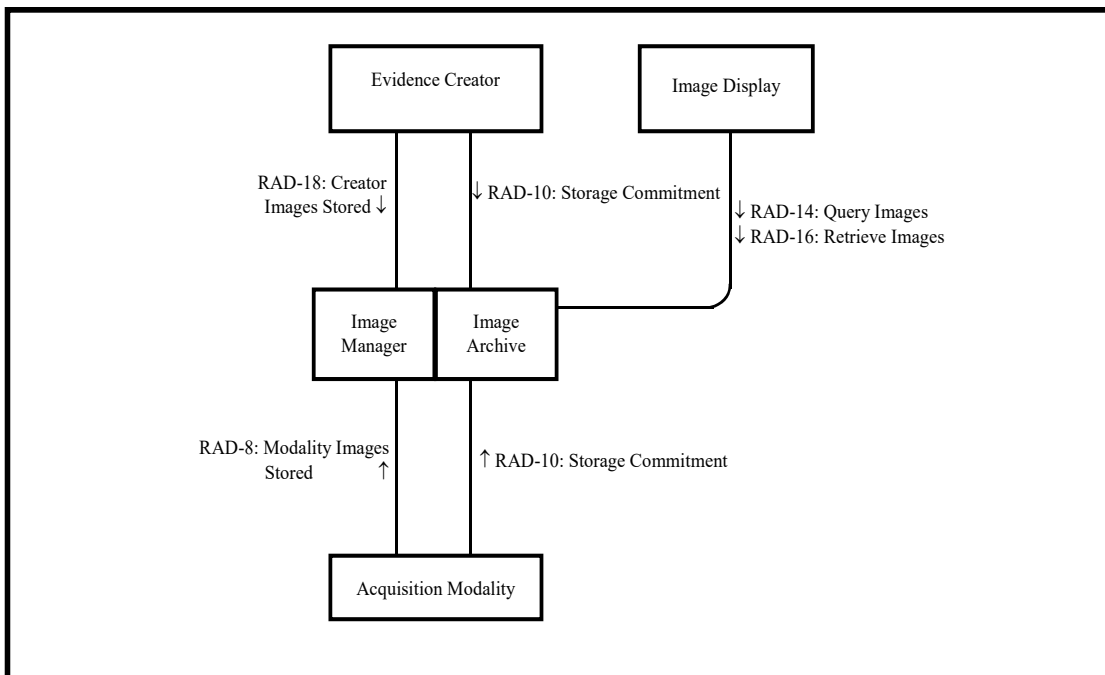 Evidence Creator
Image Display
RAD-18: Creator
Images Stored ↓
↓ RAD-10: Storage Commitment
↓ RAD-14: Query Images
↓ RAD-16: Retrieve Images
Image
Manager
Image
Archive
RAD-8: Modality Images
Stored ↑
↑ RAD-10: Storage Commitment
Acquisition Modality